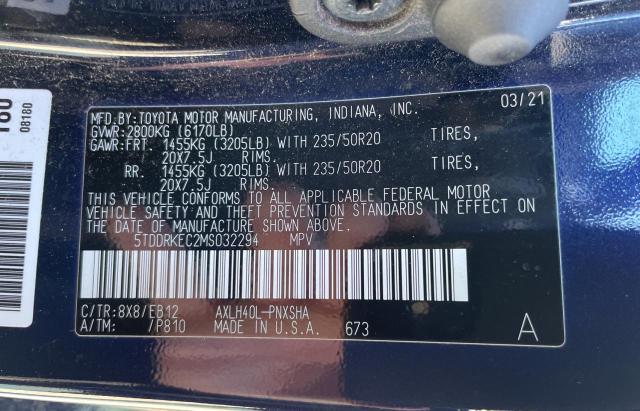 MFD.BY:TOYOTA MOTOR MANUFACTURING, INDIANA, INC. 03/21
GVWR:2800KG (6170LB)
GAWR:FRT. 1455KG (3205LB) WITH 235/50R20 TIRES,
20X7.5J RIMS.
RR. 1455KG (3205LB) WITH 235/50R20 TIRES,
20X7.5J RIMS.
THIS VEHICLE CONFORMS TO ALL APPLICABLE FEDERAL MOTOR
VEHICLE SAFETY AND THEFT PREVENTION STANDARDS IN EFFECT ON
THE DATE OF MANUFACTURE SHOWN ABOVE.
5TDDRKEC2MS032294 MPV
C/TR:8X8/EB12 AXLH40L-PNXSHA
A/TM: /P810 MADE IN U.S.A. 673 A
08180